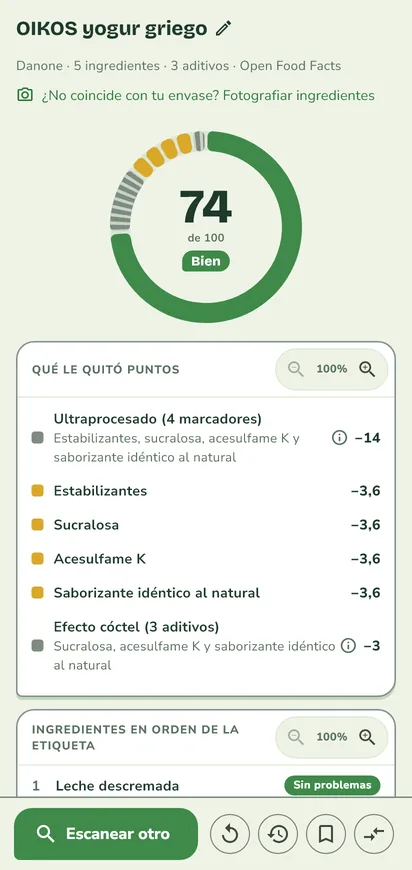 OIKOS yogur griego
Danone · 5 ingredientes · 3 aditivos · Open Food Facts
¿No coincide con tu envase? Fotografiar ingredientes
74
de 100
Bien
QUÉ LE QUITÓ PUNTOS
100%
Ultraprocesado (4 marcadores)
Estabilizantes, sucralosa, acesulfame K y
saborizante idéntico al natural
−14
Estabilizantes −3,6
Sucralosa −3,6
Acesulfame K −3,6
Saborizante idéntico al natural −3,6
Efecto cóctel (3 aditivos)
Sucralosa, acesulfame K y saborizante idéntico
al natural
−3
INGREDIENTES EN ORDEN DE LA
ETIQUETA
100%
1 Leche descremada Sin problemas
Escanear otro